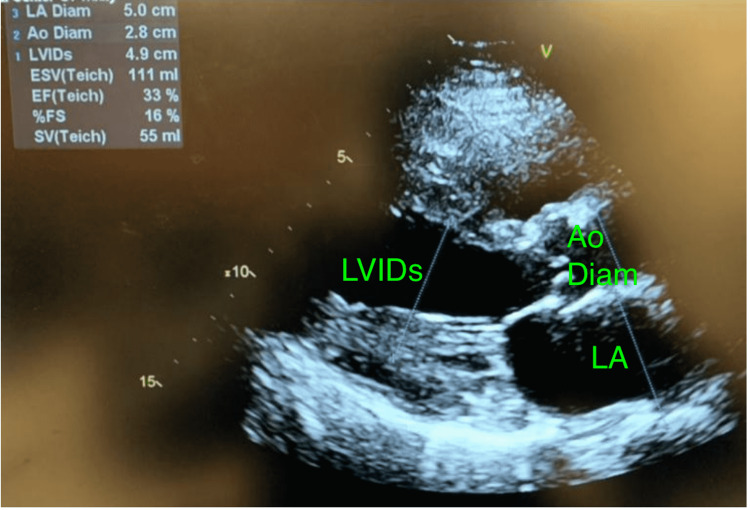 3 LA Diam 5.0 cm
2 Ao Diam 2.8 cm
1 LVIDs 4.9 cm
ESV(Teich) 111 ml
EF(Teich) 33 %
%FS 16 %
SV(Teich) 55 ml
V
5
Ao
Diam
LVIDs
10
LA
15